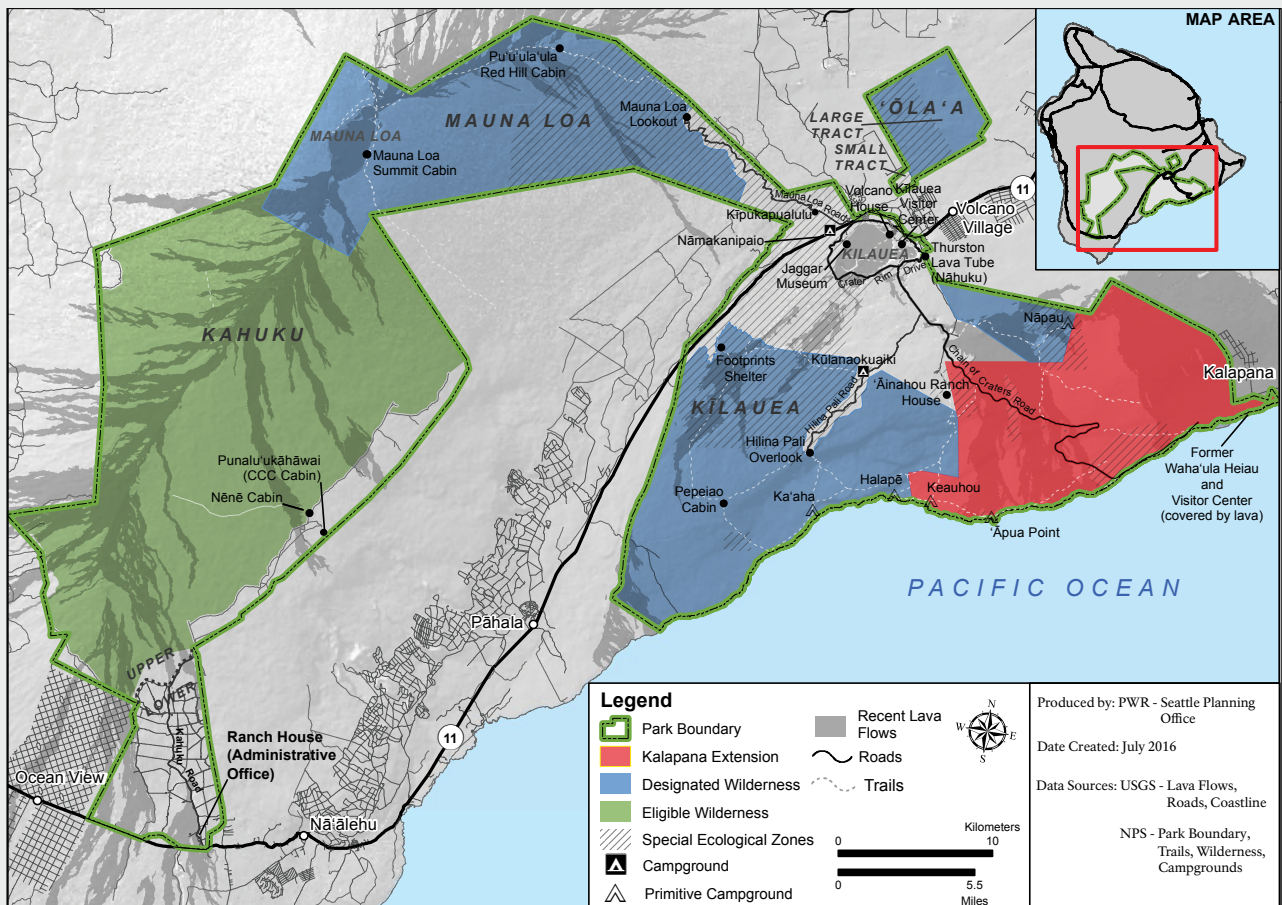 MAP AREA
Pu'u'ula'ula
Red Hill Cabin
MAUNA LOA
Mauna Loa
Lookout
MAUNA LOA
Mauna Loa
Summit Cabin
'ŌLA'A
LARGE
TRACT
SMALL
TRACT
11
Mauna Loa Road
Volcano
House
Kīlauea
Visitor
Center
Volcano
Village
Kīpukapualulu
Nāmakanipaio
KILAUEA
Jaggar
Museum
Crater Rim Drive
Thurston
Lava Tube
(Nāhuku)
KAHUKU
Nāpau
Footprints
Shelter
Kūlanaokuaiki
Chain of Craters Road
Kalapana
'Āinahou Ranch
House
KĪLAUEA
Hilina Pali Road
Hilina Pali
Overlook
Former
Waha'ula Heiau
and
Visitor Center
(covered by lava)
Punalu'ukāhāwai
(CCC Cabin)
Nēnē Cabin
Pepeiao
Cabin
Ka'aha
Halapē
Keauhou
'Āpua Point
PACIFIC OCEAN
Pāhala
UPPER
LOWER
Kahuku Road
Ranch House
(Administrative
Office)
11
Ocean View
Nā'ālehu
Legend
Park Boundary
Kalapana Extension
Designated Wilderness
Eligible Wilderness
Special Ecological Zones
Campground
Primitive Campground
Recent Lava
Flows
Roads
Trails
N
W E
S
Kilometers
0 10
0 5.5
Miles
Produced by: PWR - Seattle Planning
Office
Date Created: July 2016
Data Sources: USGS - Lava Flows,
Roads, Coastline
NPS - Park Boundary,
Trails, Wilderness,
Campgrounds